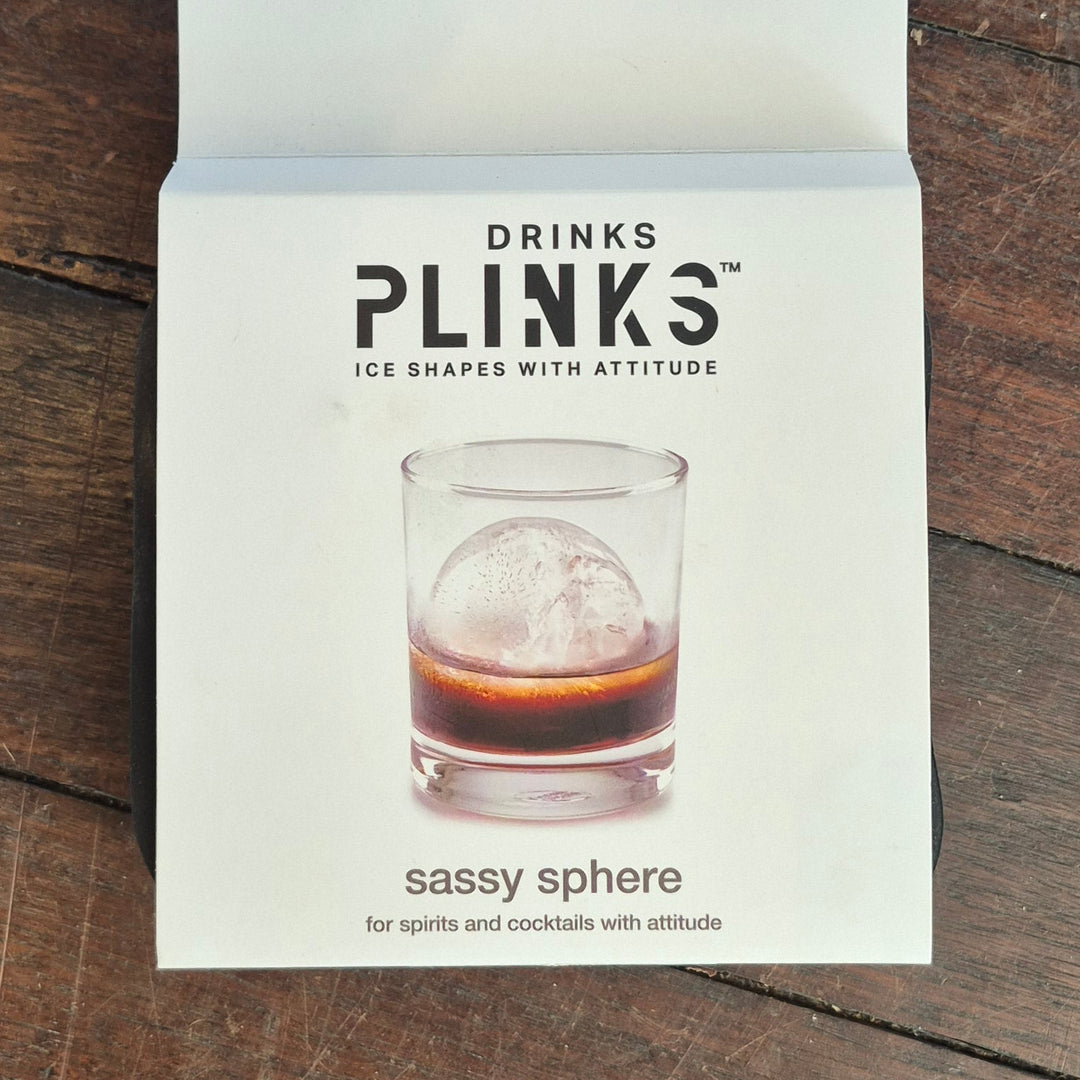 DRINKS
PLINKS™
ICE SHAPES WITH ATTITUDE
sassy sphere
for spirits and cocktails with attitude